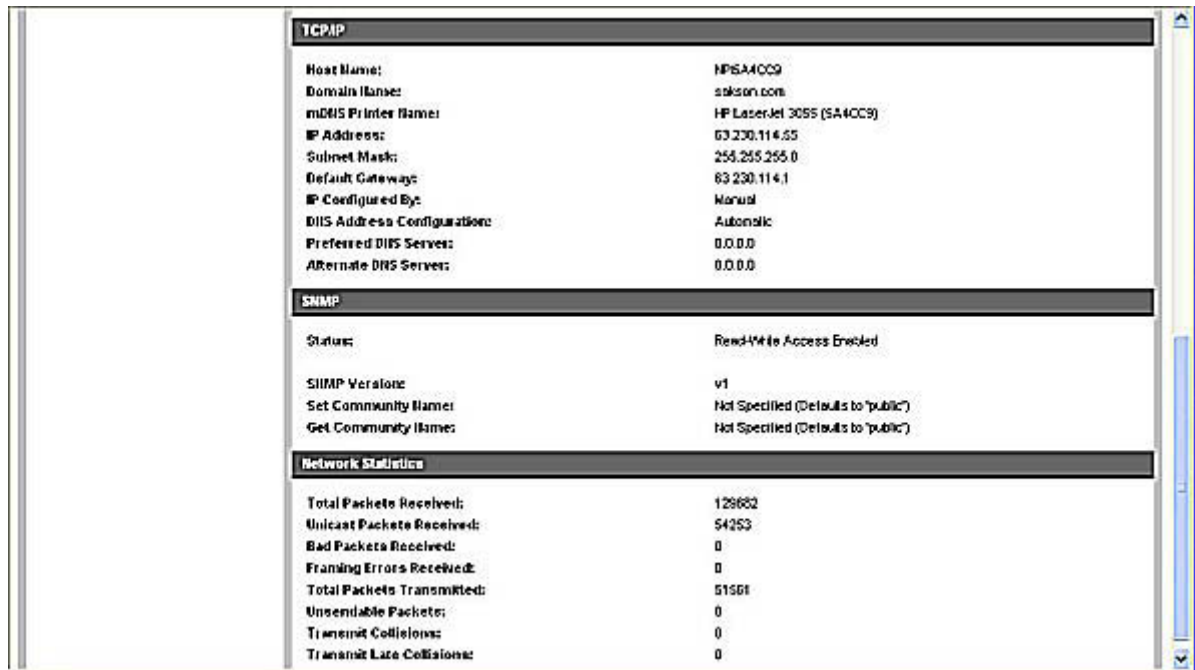 TCP/IP
Host Name: NPI5A4CC9
Domain Name: sakson.com
mDNS Printer Name: HP LaserJet 3055 (5A4CC9)
IP Address: 63.230.114.55
Subnet Mask: 255.255.255.0
Default Gateway: 63.230.114.1
IP Configured By: Manual
DNS Address Configuration: Automatic
Preferred DNS Server: 0.0.0.0
Alternate DNS Server: 0.0.0.0
SNMP
Status: Read-Write Access Enabled
SNMP Version: v1
Set Community Name: Not Specified (Defaults to "public")
Get Community Name: Not Specified (Defaults to "public")
Network Statistics
Total Packets Received:
Unicast Packets Received: 54253
Bad Packets Received: 0
Framing Errors Received: 0
Total Packets Transmitted:
Unsendable Packets: 0
Transmit Collisions: 0
Transmit Late Collisions: 0